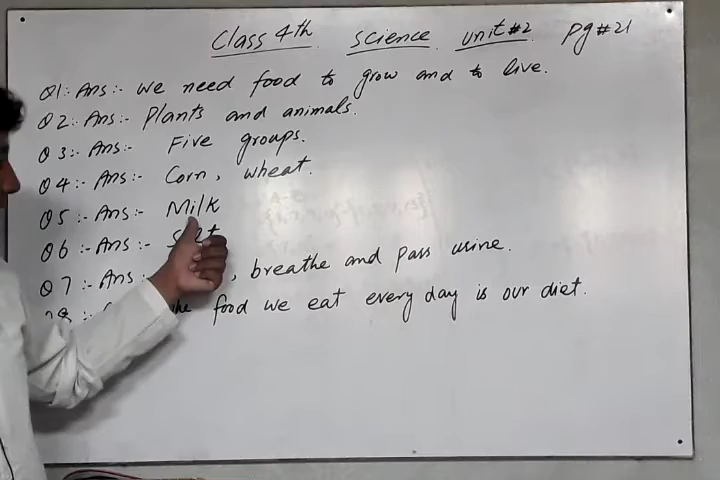 Class 4th science unit #2 pg #21
Q1:Ans:- we need food to grow and to live.
Q2:Ans:- Plants and animals.
Q3:- Ans:- Five groups.
Q4:- Ans:- Corn, wheat.
Q5:- Ans:- Milk
Q6:- Ans:-
Q7:- Ans:- , breathe and pass urine.
Q8:- the food we eat every day is our diet.